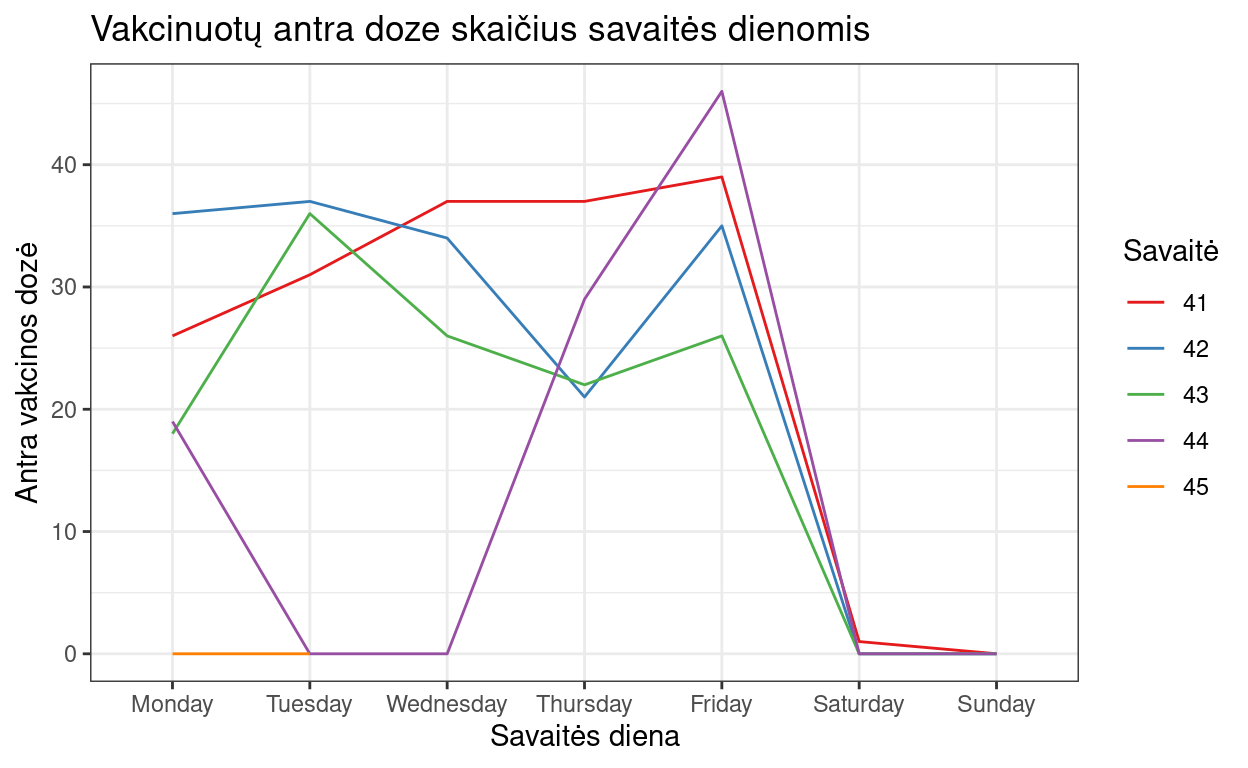 Vakcinuotų antra doze skaičius savaitės dienomis
Antra vakcinos dozė
40
30
20
10
0
Monday Tuesday Wednesday Thursday Friday Saturday Sunday
Savaitės diena
Savaitė
41
42
43
44
45